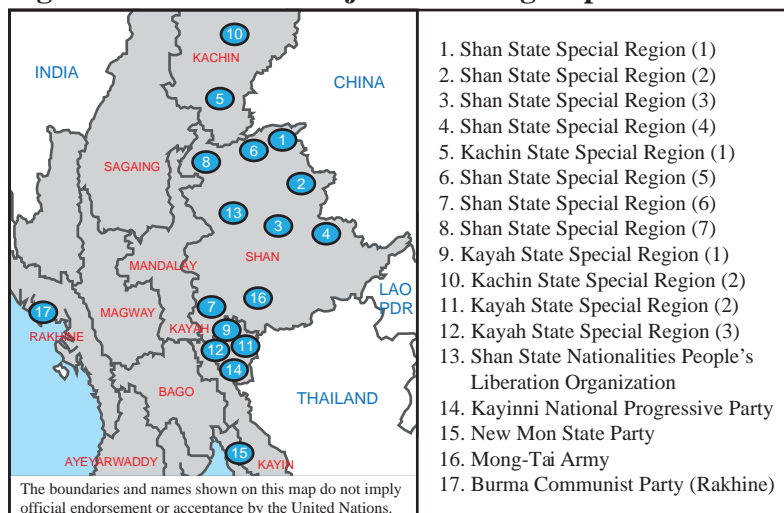 10
KACHIN
INDIA
CHINA
5
1
6
8
SAGAING
2
13
3
4
SHAN
MANDALAY
LAO
PDR
7
16
17
MAGWAY
KAYAH
9
RAKHINE
12
11
14
BAGO
THAILAND
15
AYEYARWADDY
KAYIN
The boundaries and names shown on this map do not imply
official endorsement or acceptance by the United Nations.
1. Shan State Special Region (1)
2. Shan State Special Region (2)
3. Shan State Special Region (3)
4. Shan State Special Region (4)
5. Kachin State Special Region (1)
6. Shan State Special Region (5)
7. Shan State Special Region (6)
8. Shan State Special Region (7)
9. Kayah State Special Region (1)
10. Kachin State Special Region (2)
11. Kayah State Special Region (2)
12. Kayah State Special Region (3)
13. Shan State Nationalities People's
Liberation Organization
14. Kayinni National Progressive Party
15. New Mon State Party
16. Mong-Tai Army
17. Burma Communist Party (Rakhine)